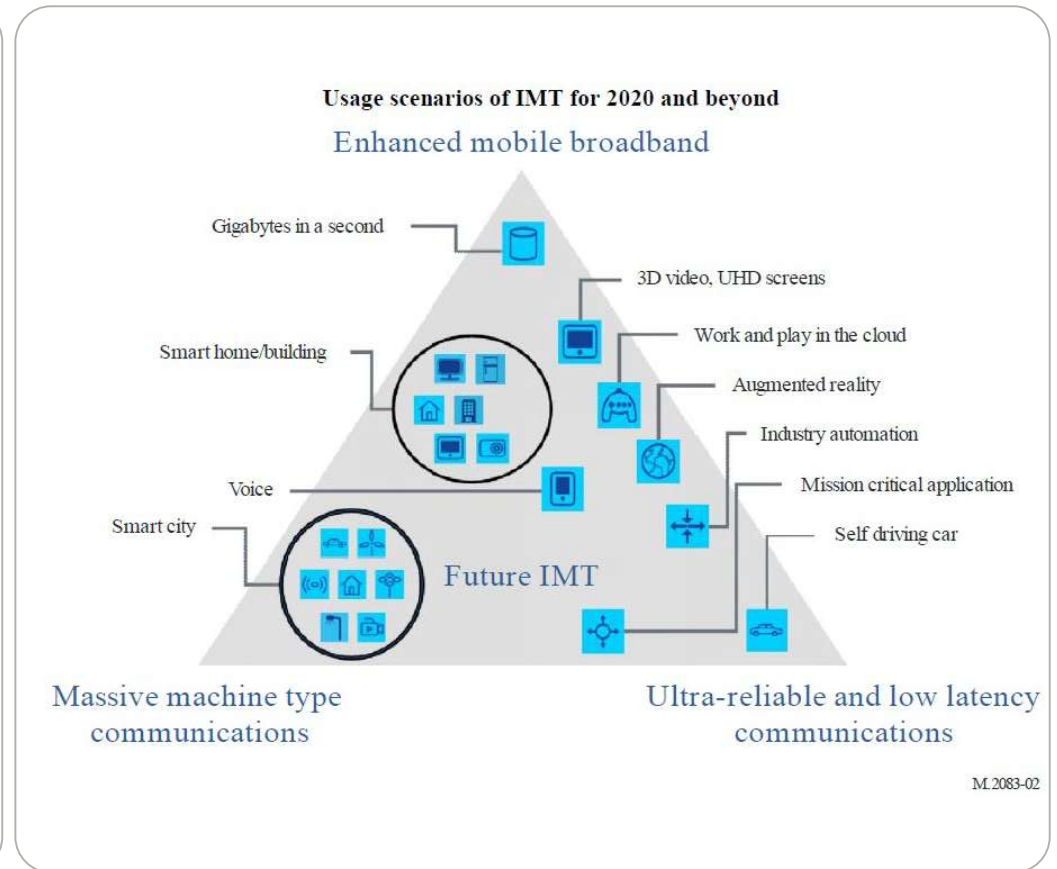 Usage scenarios of IMT for 2020 and beyond
Enhanced mobile broadband
Gigabytes in a second
3D video, UHD screens
Work and play in the cloud
Smart home/building
Augmented reality
Industry automation
Voice
Mission critical application
Smart city
Self driving car
Future IMT
Massive machine type
communications
Ultra-reliable and low latency
communications
M.2083-02